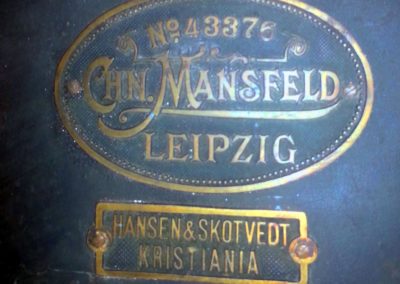 No 43376
CHN. MANSFELD
LEIPZIG
HANSEN & SKOTVEDT
KRISTIANIA